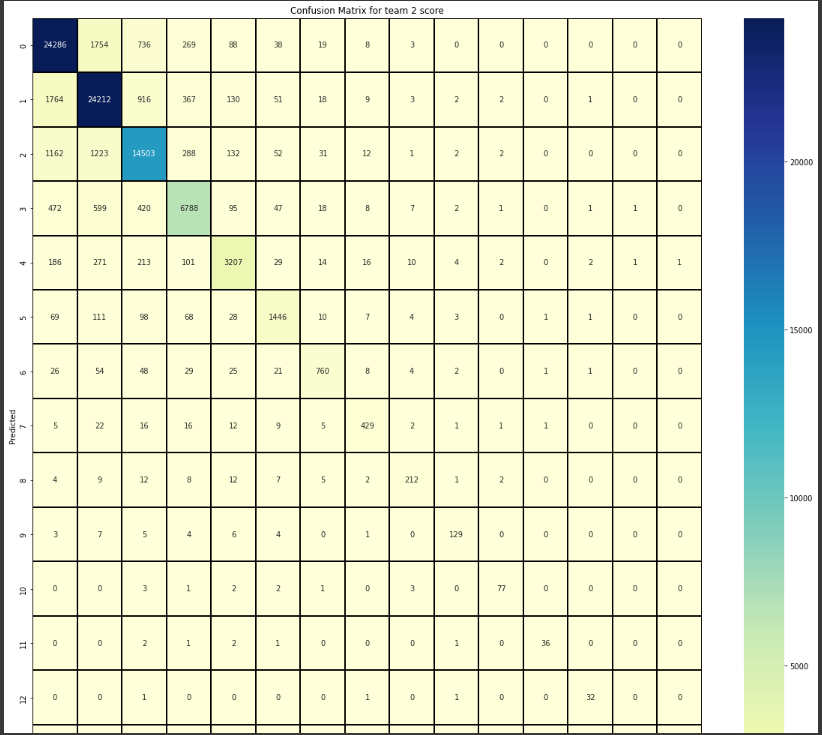 Confusion Matrix for team 2 score
0 24286 1754 736 269 88 38 19 8 3 0 0 0 0 0 0
1 1764 24212 916 367 130 51 18 9 3 2 2 0 1 0 0
2 1162 1223 14503 288 132 52 31 12 1 2 2 0 0 0 0
20000
3 472 599 420 6788 95 47 18 8 7 2 1 0 1 1 0
4 186 271 213 101 3207 29 14 16 10 4 2 0 2 1 1
5 69 111 98 68 28 1446 10 7 4 3 0 1 1 0 0
15000
6 26 54 48 29 25 21 760 8 4 2 0 1 1 0 0
Predicted
7 5 22 16 16 12 9 5 429 2 1 1 1 0 0 0
8 4 9 12 8 12 7 5 2 212 1 2 0 0 0 0
10000
9 3 7 5 4 6 4 0 1 0 129 0 0 0 0 0
10 0 0 3 1 2 2 1 0 3 0 77 0 0 0 0
11 0 0 2 1 2 1 0 0 0 1 0 36 0 0 0
5000
12 0 0 1 0 0 0 0 1 0 1 0 0 32 0 0